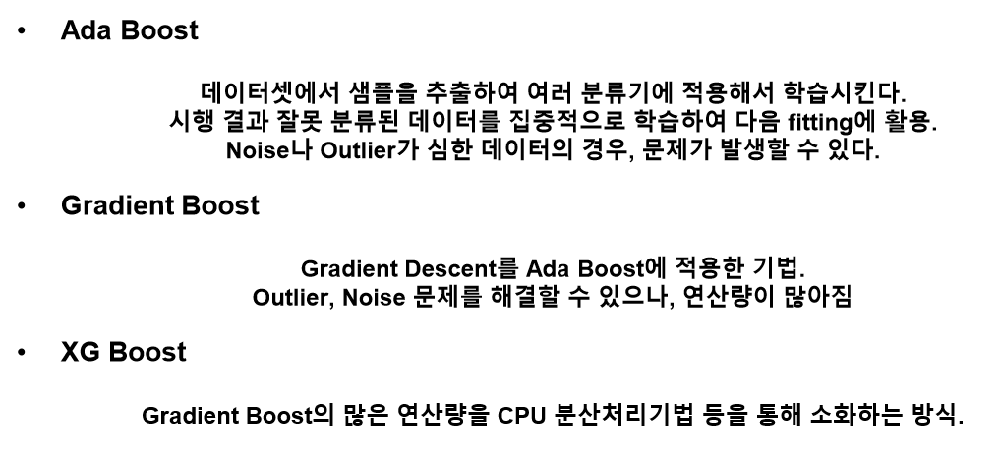 • Ada Boost
데이터셋에서 샘플을 추출하여 여러 분류기에 적용해서 학습시킨다.
시행 결과 잘못 분류된 데이터를 집중적으로 학습하여 다음 fitting에 활용.
Noise나 Outlier가 심한 데이터의 경우, 문제가 발생할 수 있다.
• Gradient Boost
Gradient Descent를 Ada Boost에 적용한 기법.
Outlier, Noise 문제를 해결할 수 있으나, 연산량이 많아짐
• XG Boost
Gradient Boost의 많은 연산량을 CPU 분산처리기법 등을 통해 소화하는 방식.